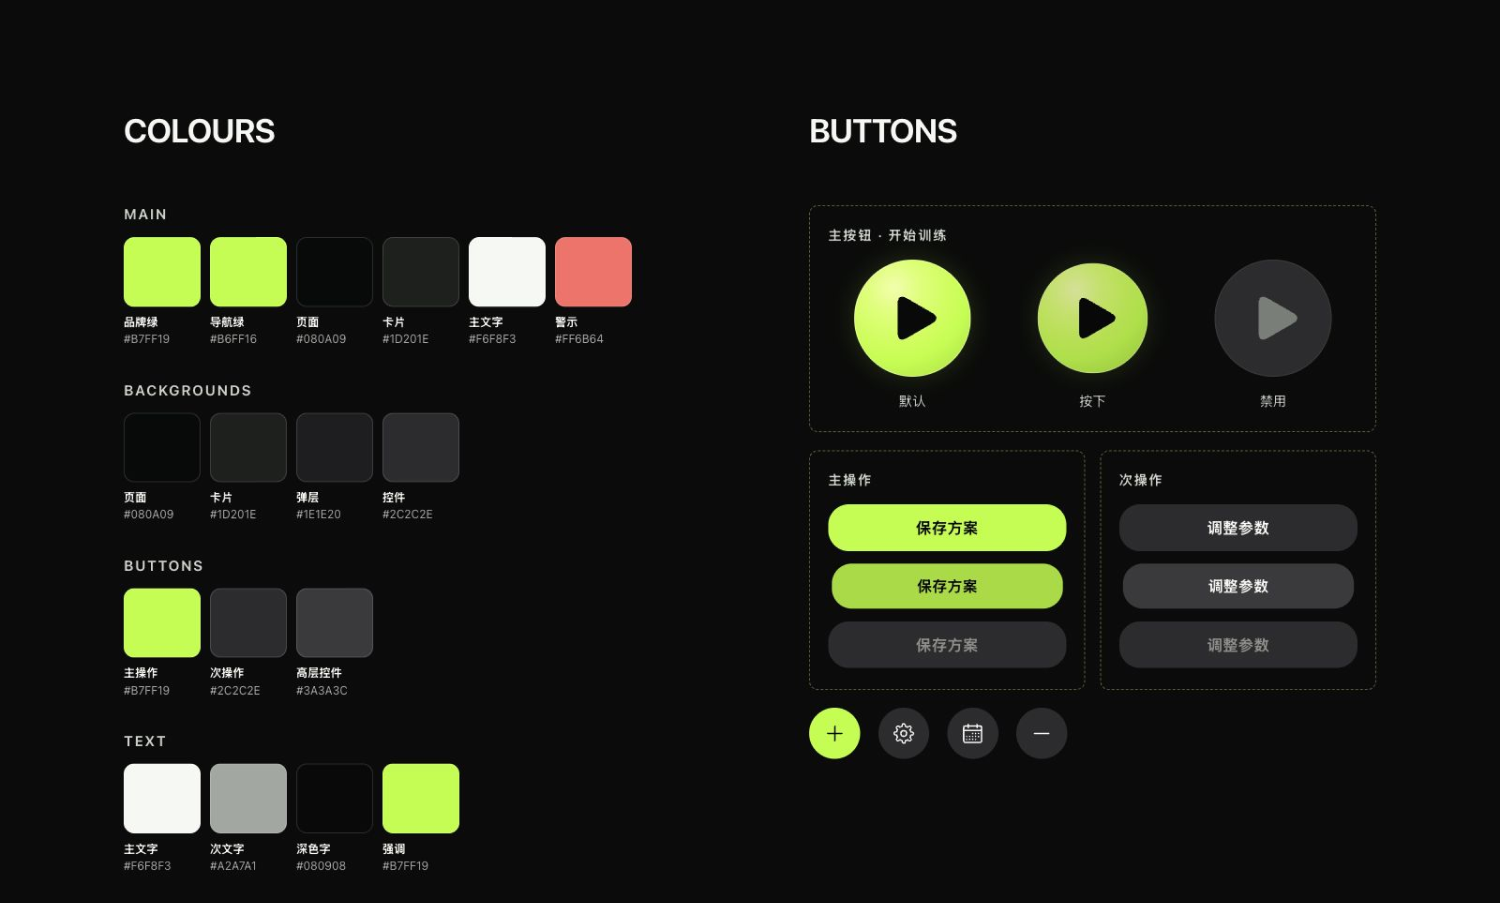 COLOURS
MAIN
品牌绿
#B7FF19
导航绿
#B6FF16
页面
#080A09
卡片
#1D201E
主文字
#F6F8F3
警示
#FF6B64
BACKGROUNDS
页面
#080A09
卡片
#1D201E
弹层
#1E1E20
控件
#2C2C2E
BUTTONS
主操作
#B7FF19
次操作
#2C2C2E
高层控件
#3A3A3C
TEXT
主文字
#F6F8F3
次文字
#A2A7A1
深色字
#080908
强调
#B7FF19
BUTTONS
主按钮 · 开始训练
默认
按下
禁用
主操作
保存方案
保存方案
保存方案
次操作
调整参数
调整参数
调整参数